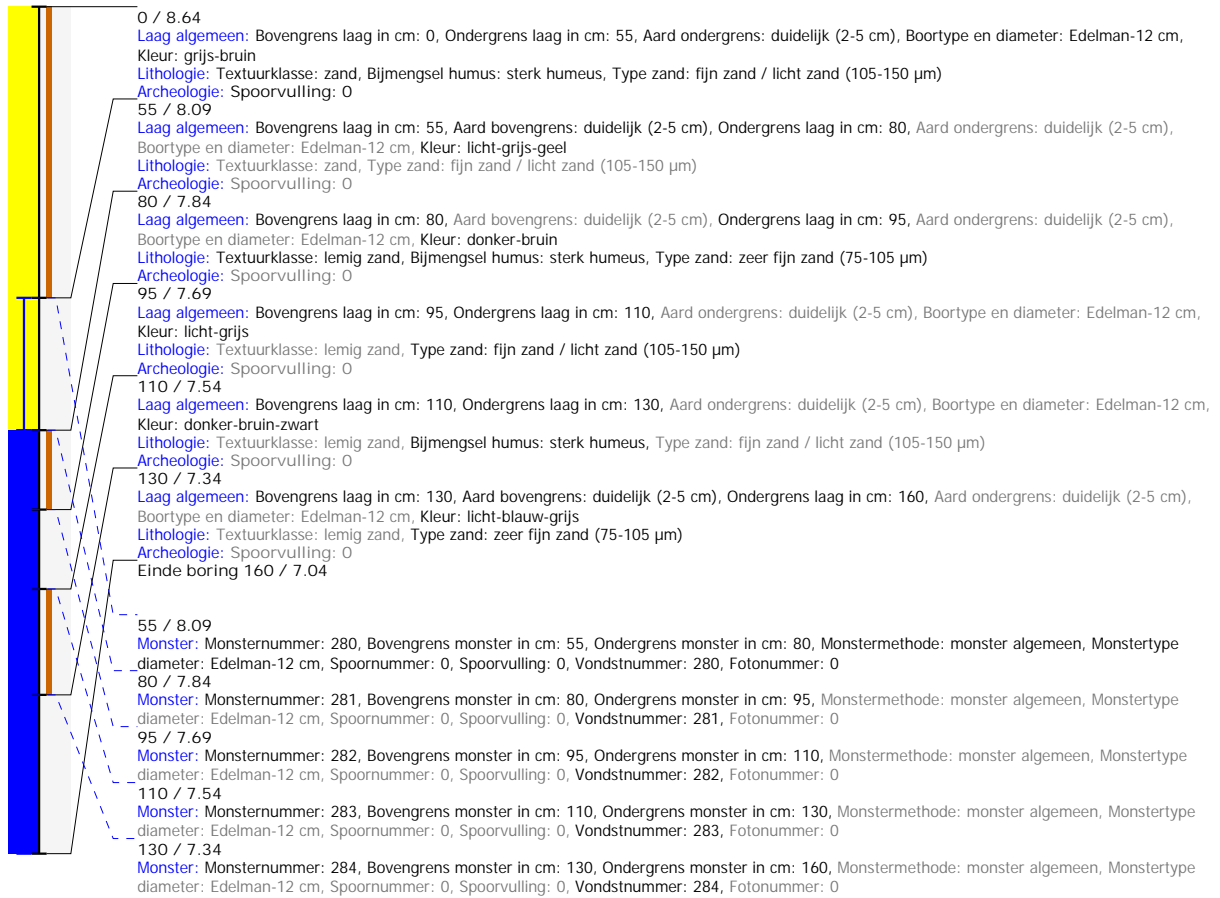 0 / 8.64
Laag algemeen: Bovengrens laag in cm: 0, Ondergrens laag in cm: 55, Aard ondergrens: duidelijk (2-5 cm), Boortype en diameter: Edelman-12 cm,
Kleur: grijs-bruin
Lithologie: Textuurklasse: zand, Bijmengsel humus: sterk humeus, Type zand: fijn zand / licht zand (105-150 µm)
Archeologie: Spoorvulling: 0
55 / 8.09
Laag algemeen: Bovengrens laag in cm: 55, Aard bovengrens: duidelijk (2-5 cm), Ondergrens laag in cm: 80, Aard ondergrens: duidelijk (2-5 cm),
Boortype en diameter: Edelman-12 cm, Kleur: licht-grijs-geel
Lithologie: Textuurklasse: zand, Type zand: fijn zand / licht zand (105-150 µm)
Archeologie: Spoorvulling: 0
80 / 7.84
Laag algemeen: Bovengrens laag in cm: 80, Aard bovengrens: duidelijk (2-5 cm), Ondergrens laag in cm: 95, Aard ondergrens: duidelijk (2-5 cm),
Boortype en diameter: Edelman-12 cm, Kleur: donker-bruin
Lithologie: Textuurklasse: lemig zand, Bijmengsel humus: sterk humeus, Type zand: zeer fijn zand (75-105 µm)
Archeologie: Spoorvulling: 0
95 / 7.69
Laag algemeen: Bovengrens laag in cm: 95, Ondergrens laag in cm: 110, Aard ondergrens: duidelijk (2-5 cm), Boortype en diameter: Edelman-12 cm,
Kleur: licht-grijs
Lithologie: Textuurklasse: lemig zand, Type zand: fijn zand / licht zand (105-150 µm)
Archeologie: Spoorvulling: 0
110 / 7.54
Laag algemeen: Bovengrens laag in cm: 110, Ondergrens laag in cm: 130, Aard ondergrens: duidelijk (2-5 cm), Boortype en diameter: Edelman-12 cm,
Kleur: donker-bruin-zwart
Lithologie: Textuurklasse: lemig zand, Bijmengsel humus: sterk humeus, Type zand: fijn zand / licht zand (105-150 µm)
Archeologie: Spoorvulling: 0
130 / 7.34
Laag algemeen: Bovengrens laag in cm: 130, Aard bovengrens: duidelijk (2-5 cm), Ondergrens laag in cm: 160, Aard ondergrens: duidelijk (2-5 cm),
Boortype en diameter: Edelman-12 cm, Kleur: licht-blauw-grijs
Lithologie: Textuurklasse: lemig zand, Type zand: zeer fijn zand (75-105 µm)
Archeologie: Spoorvulling: 0
Einde boring 160 / 7.04
55 / 8.09
Monster: Monsternummer: 280, Bovengrens monster in cm: 55, Ondergrens monster in cm: 80, Monstermethode: monster algemeen, Monstertype
diameter: Edelman-12 cm, Spoornummer: 0, Spoorvulling: 0, Vondstnummer: 280, Fotonummer: 0
80 / 7.84
Monster: Monsternummer: 281, Bovengrens monster in cm: 80, Ondergrens monster in cm: 95, Monstermethode: monster algemeen, Monstertype
diameter: Edelman-12 cm, Spoornummer: 0, Spoorvulling: 0, Vondstnummer: 281, Fotonummer: 0
95 / 7.69
Monster: Monsternummer: 282, Bovengrens monster in cm: 95, Ondergrens monster in cm: 110, Monstermethode: monster algemeen, Monstertype
diameter: Edelman-12 cm, Spoornummer: 0, Spoorvulling: 0, Vondstnummer: 282, Fotonummer: 0
110 / 7.54
Monster: Monsternummer: 283, Bovengrens monster in cm: 110, Ondergrens monster in cm: 130, Monstermethode: monster algemeen, Monstertype
diameter: Edelman-12 cm, Spoornummer: 0, Spoorvulling: 0, Vondstnummer: 283, Fotonummer: 0
130 / 7.34
Monster: Monsternummer: 284, Bovengrens monster in cm: 130, Ondergrens monster in cm: 160, Monstermethode: monster algemeen, Monstertype
diameter: Edelman-12 cm, Spoornummer: 0, Spoorvulling: 0, Vondstnummer: 284, Fotonummer: 0